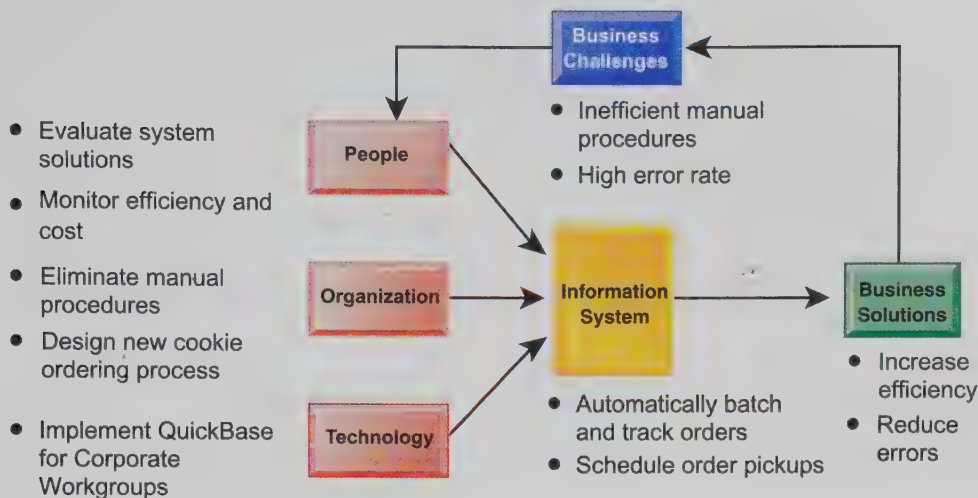 Business
Challenges
• Inefficient manual
procedures
• High error rate
• Evaluate system
solutions
• Monitor efficiency and
cost
People
• Eliminate manual
procedures
• Design new cookie
ordering process
Organization
• Implement QuickBase
for Corporate
Workgroups
Technology
Information
System
• Automatically batch
and track orders
• Schedule order pickups
Business
Solutions
• Increase
efficiency
• Reduce
errors